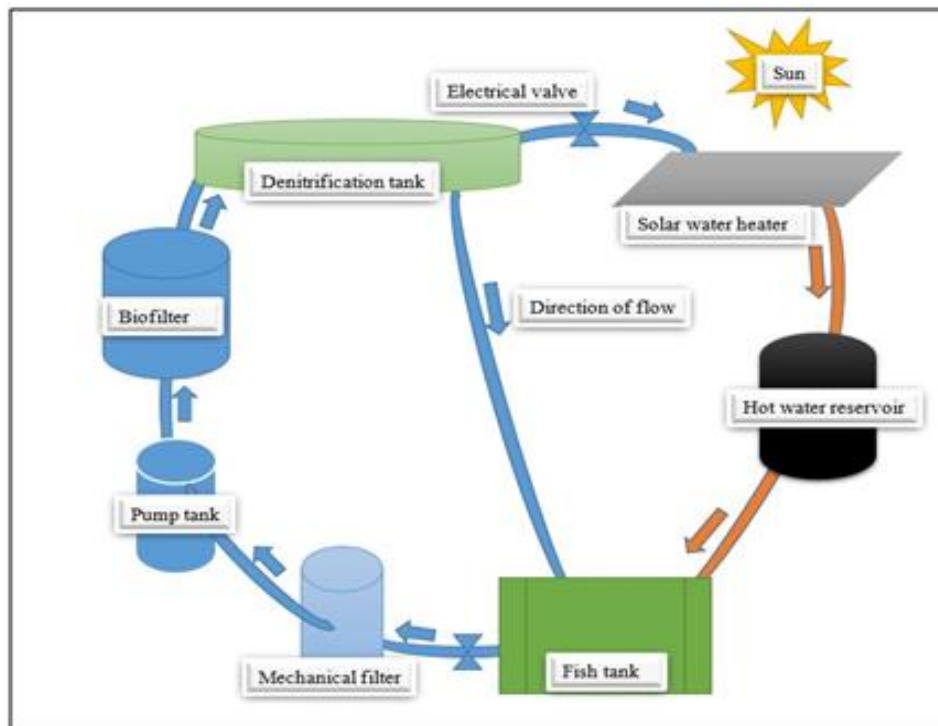 Sun
Electrical valve
Denitrification tank
Solar water heater
Biofilter
Direction of flow
Hot water reservoir
Pump tank
Mechanical filter
Fish tank